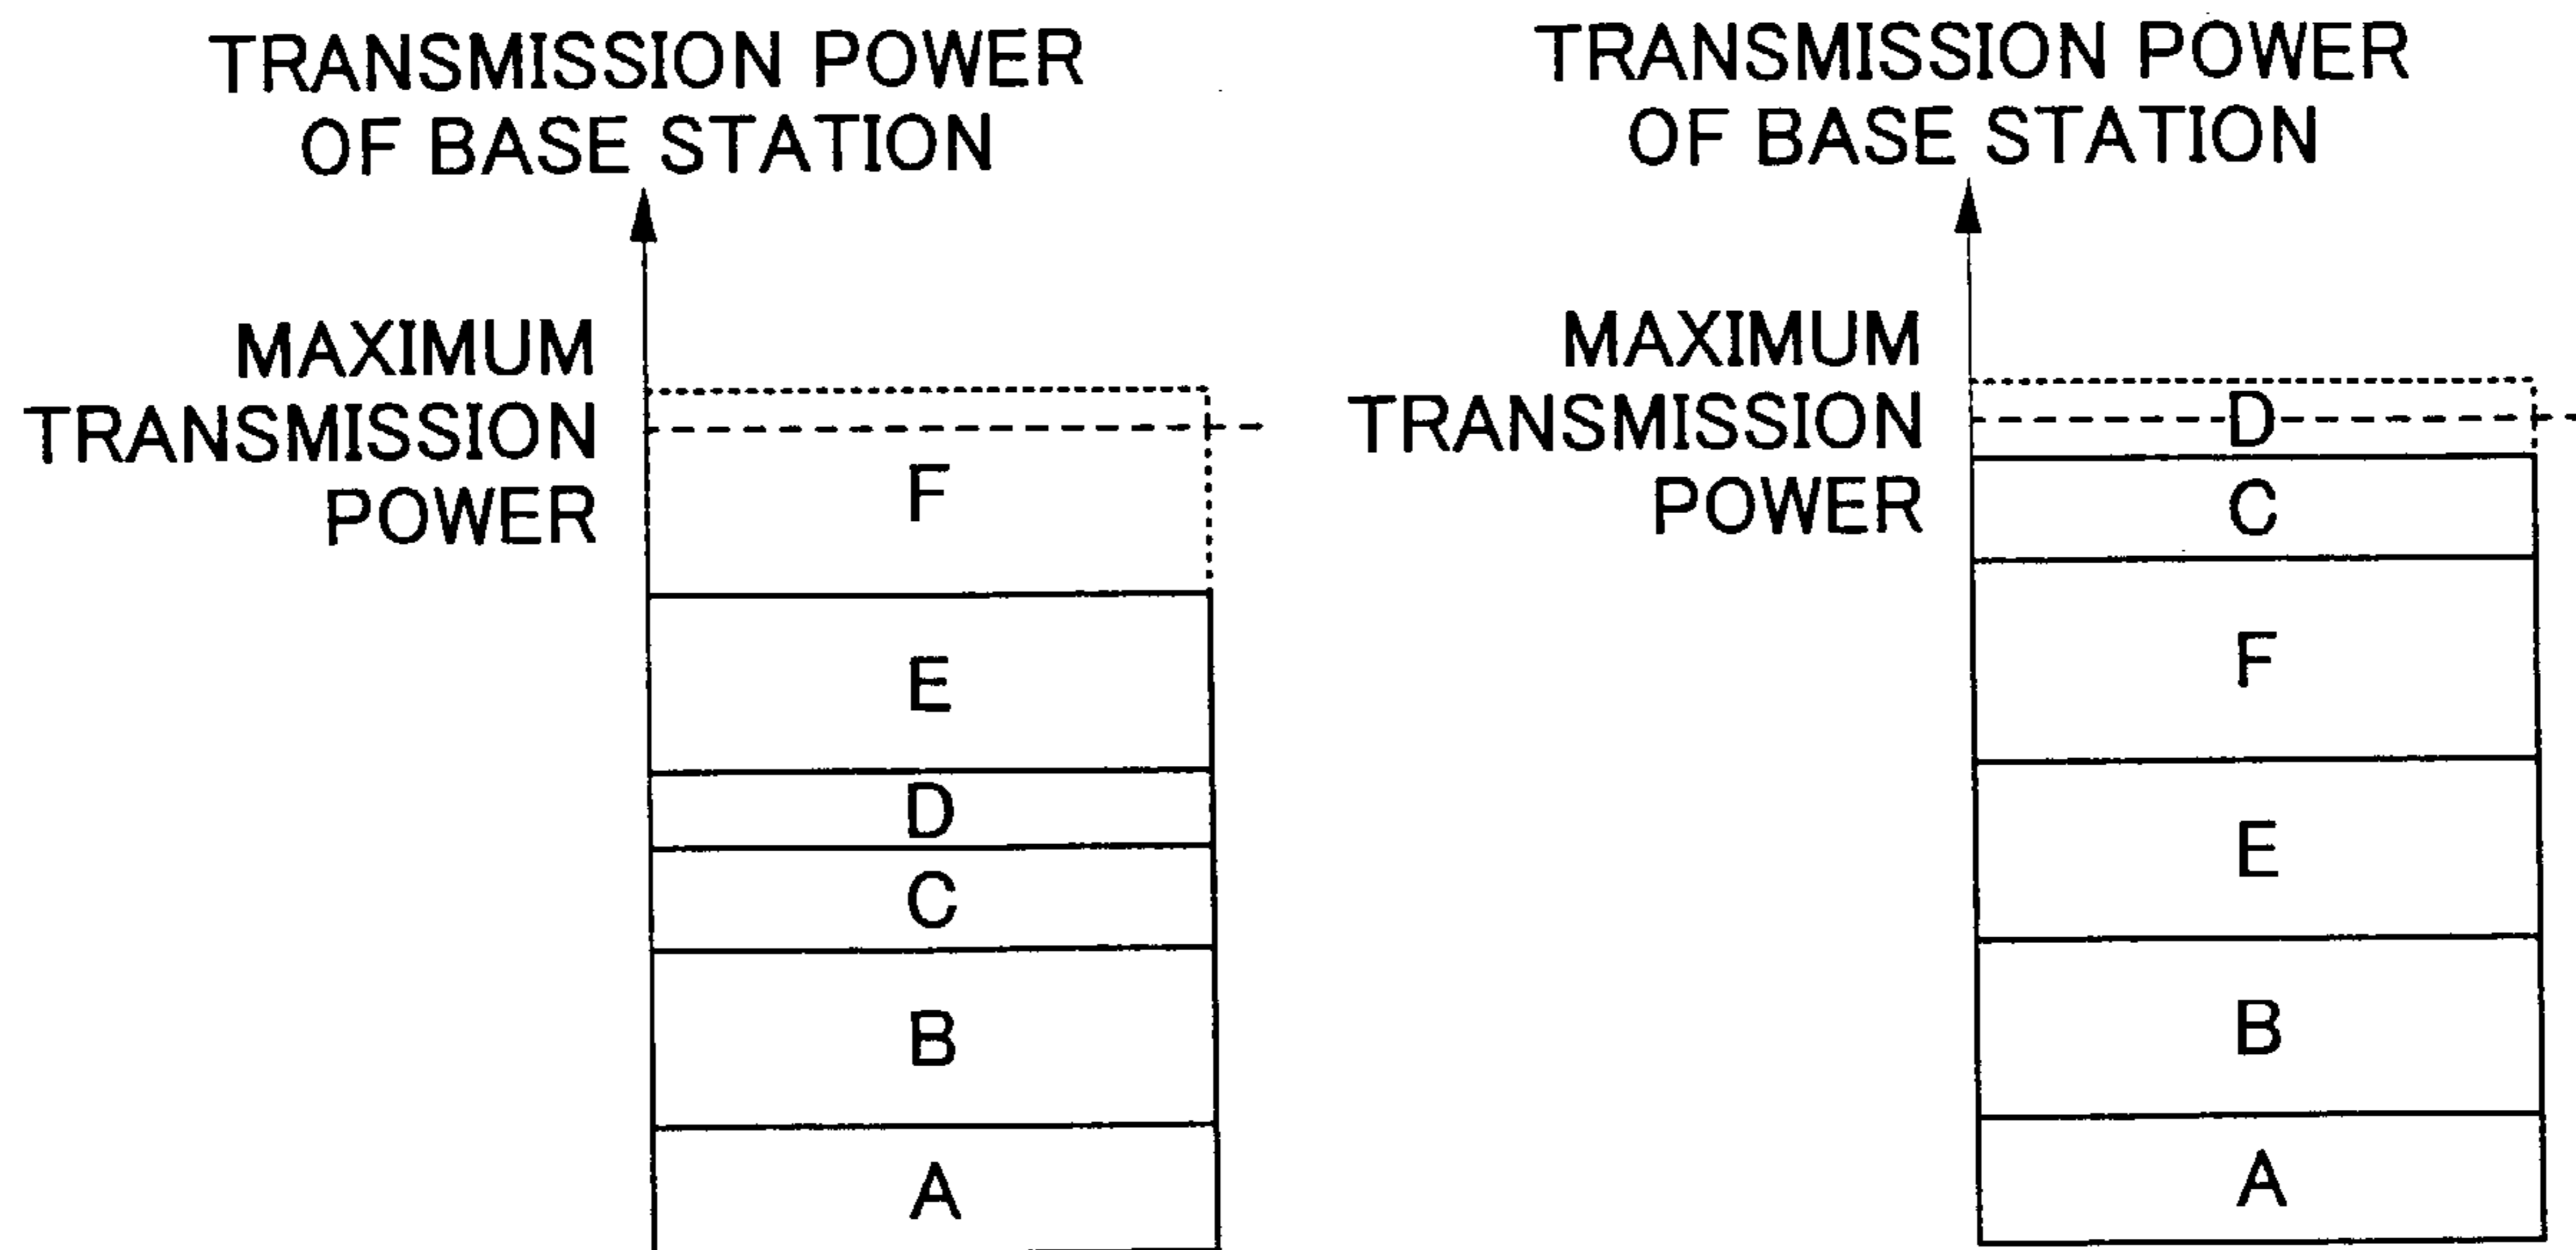 TRANSMISSION POWER
OF BASE STATION
MAXIMUM
TRANSMISSION
POWER
F
E
D
C
B
A
TRANSMISSION POWER
OF BASE STATION
MAXIMUM
TRANSMISSION
POWER
D
C
F
E
B
A